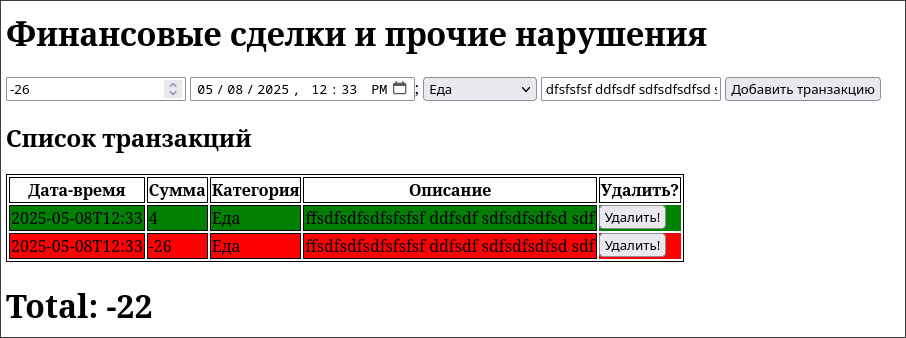 Финансовые сделки и прочие нарушения
-26 05/08/2025, 12:33 PM ; Еда dfsfsfsf ddfsdf sdfsdfsdfsd s Добавить транзакцию
Список транзакций
Дата-время Сумма Категория Описание Удалить?
2025-05-08T12:33 4 Еда ffsdfsdfsdfsfsfsf ddfsdf sdfsdfsdfsd sdf Удалить!
2025-05-08T12:33 -26 Еда ffsdfsdfsdfsfsfsf ddfsdf sdfsdfsdfsd sdf Удалить!
Total: -22